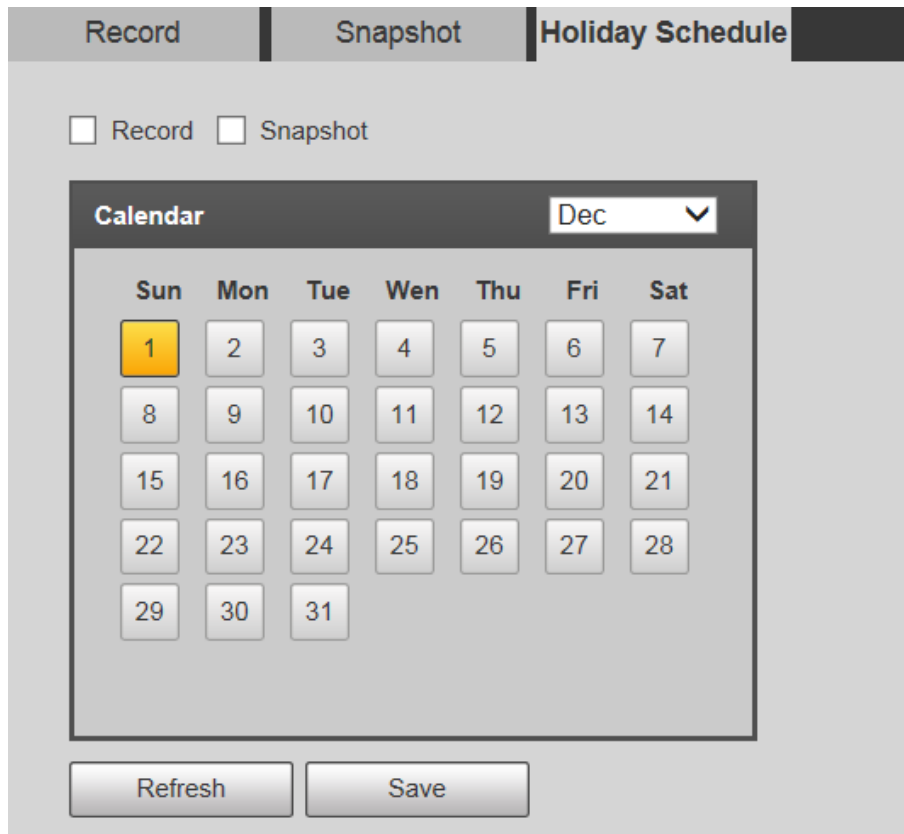 Record Snapshot Holiday Schedule
Record Snapshot
Calendar Dec
Sun Mon Tue Wen Thu Fri Sat
1 2 3 4 5 6 7
8 9 10 11 12 13 14
15 16 17 18 19 20 21
22 23 24 25 26 27 28
29 30 31
Refresh Save